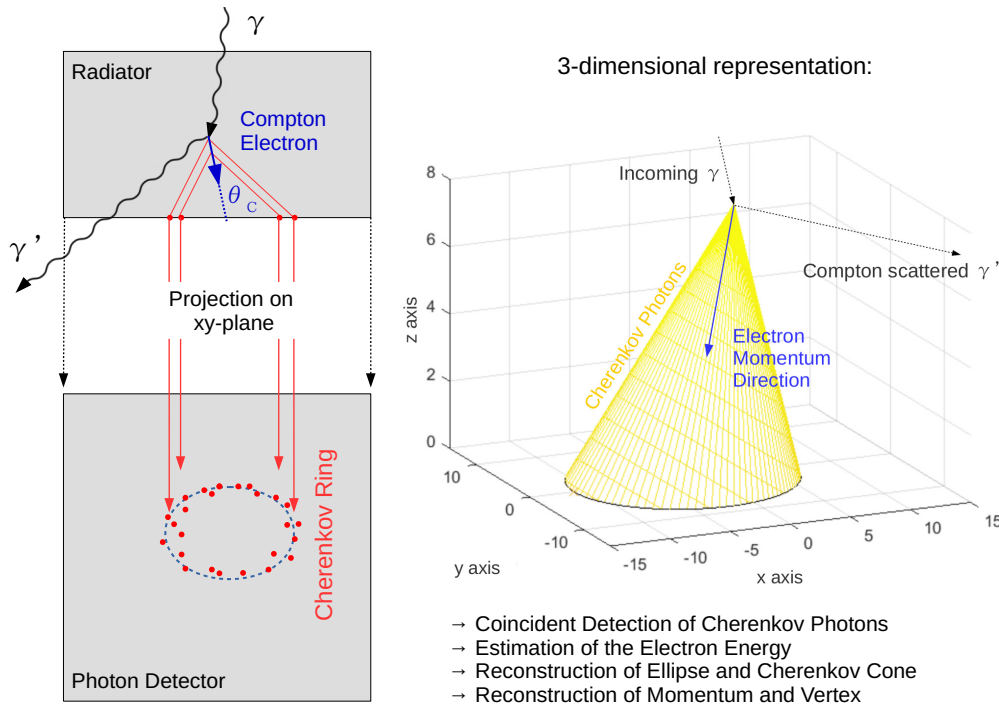 γ
Radiator
Compton
Electron
θ C
γ'
Projection on
xy-plane
Cherenkov Ring
Photon Detector
3-dimensional representation:
Incoming γ
Compton scattered γ'
Cherenkov Photons
Electron
Momentum
Direction
z axis
8
6
4
2
0
10
0
-10
y axis
-15
-10
-5
0
5
10
15
x axis
→ Coincident Detection of Cherenkov Photons
→ Estimation of the Electron Energy
→ Reconstruction of Ellipse and Cherenkov Cone
→ Reconstruction of Momentum and Vertex